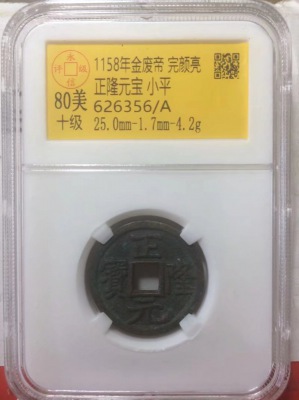 1158年金废帝 完颜亮
正隆元宝 小平
80美 626356/A
十级 25.0mm-1.7mm-4.2g
正
寶 隆
元